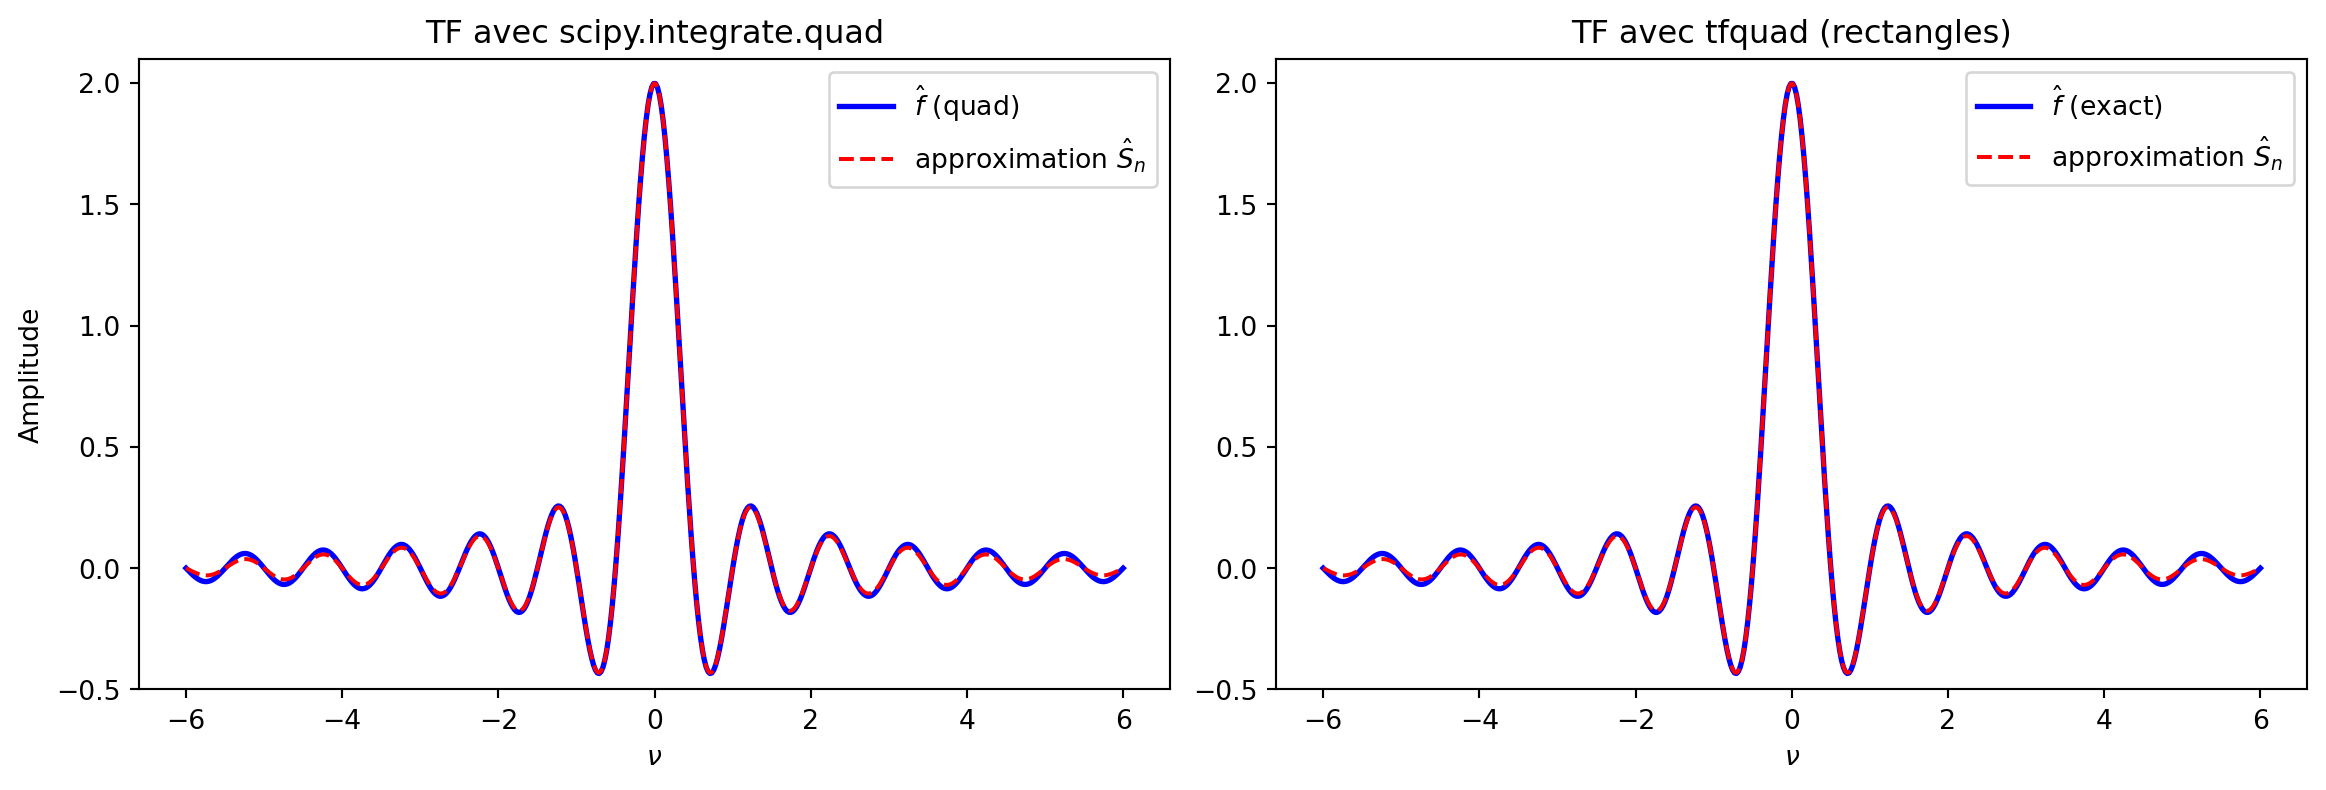 TF avec scipy.integrate.quad
Amplitude
2.0
1.5
1.0
0.5
0.0
−0.5
−6 −4 −2 0 2 4 6
ν
f̂ (quad)
approximation Ŝₙ
TF avec tfquad (rectangles)
2.0
1.5
1.0
0.5
0.0
−0.5
−6 −4 −2 0 2 4 6
ν
f̂ (exact)
approximation Ŝₙ